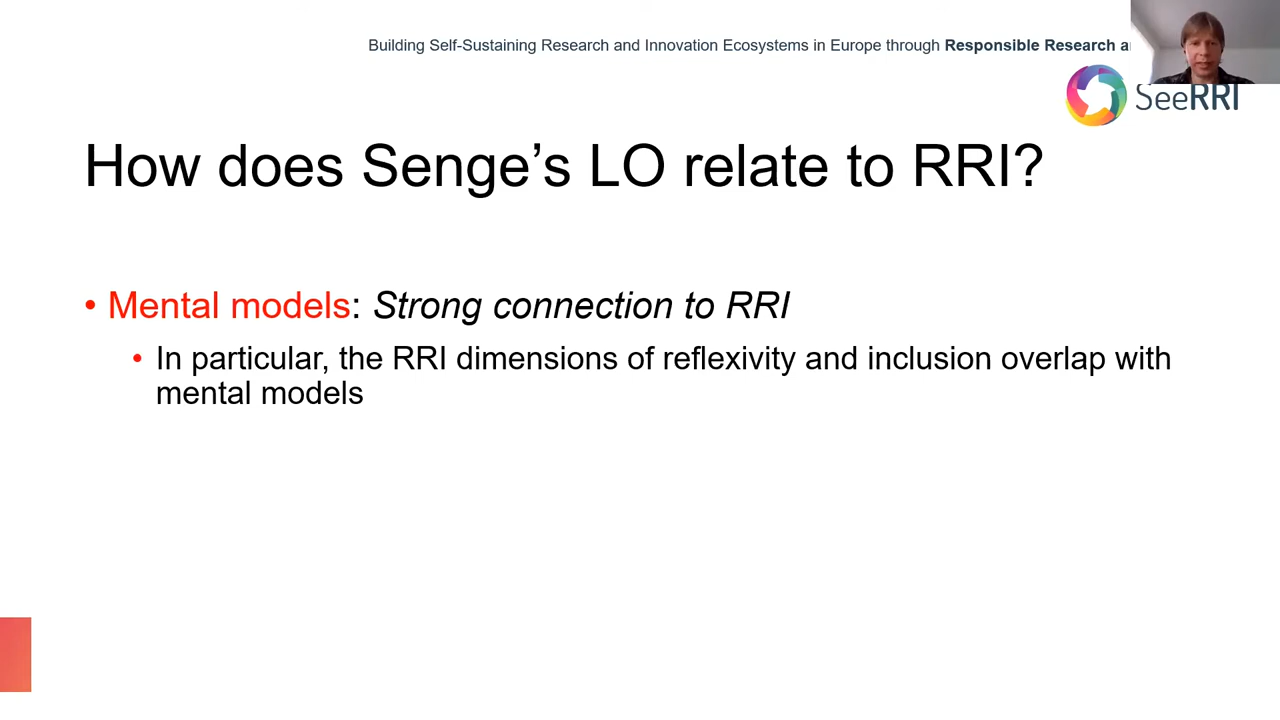 Building Self-Sustaining Research and Innovation Ecosystems in Europe through Responsible Research
SeeRRI
How does Senge’s LO relate to RRI?
• Mental models: Strong connection to RRI
• In particular, the RRI dimensions of reflexivity and inclusion overlap with
mental models